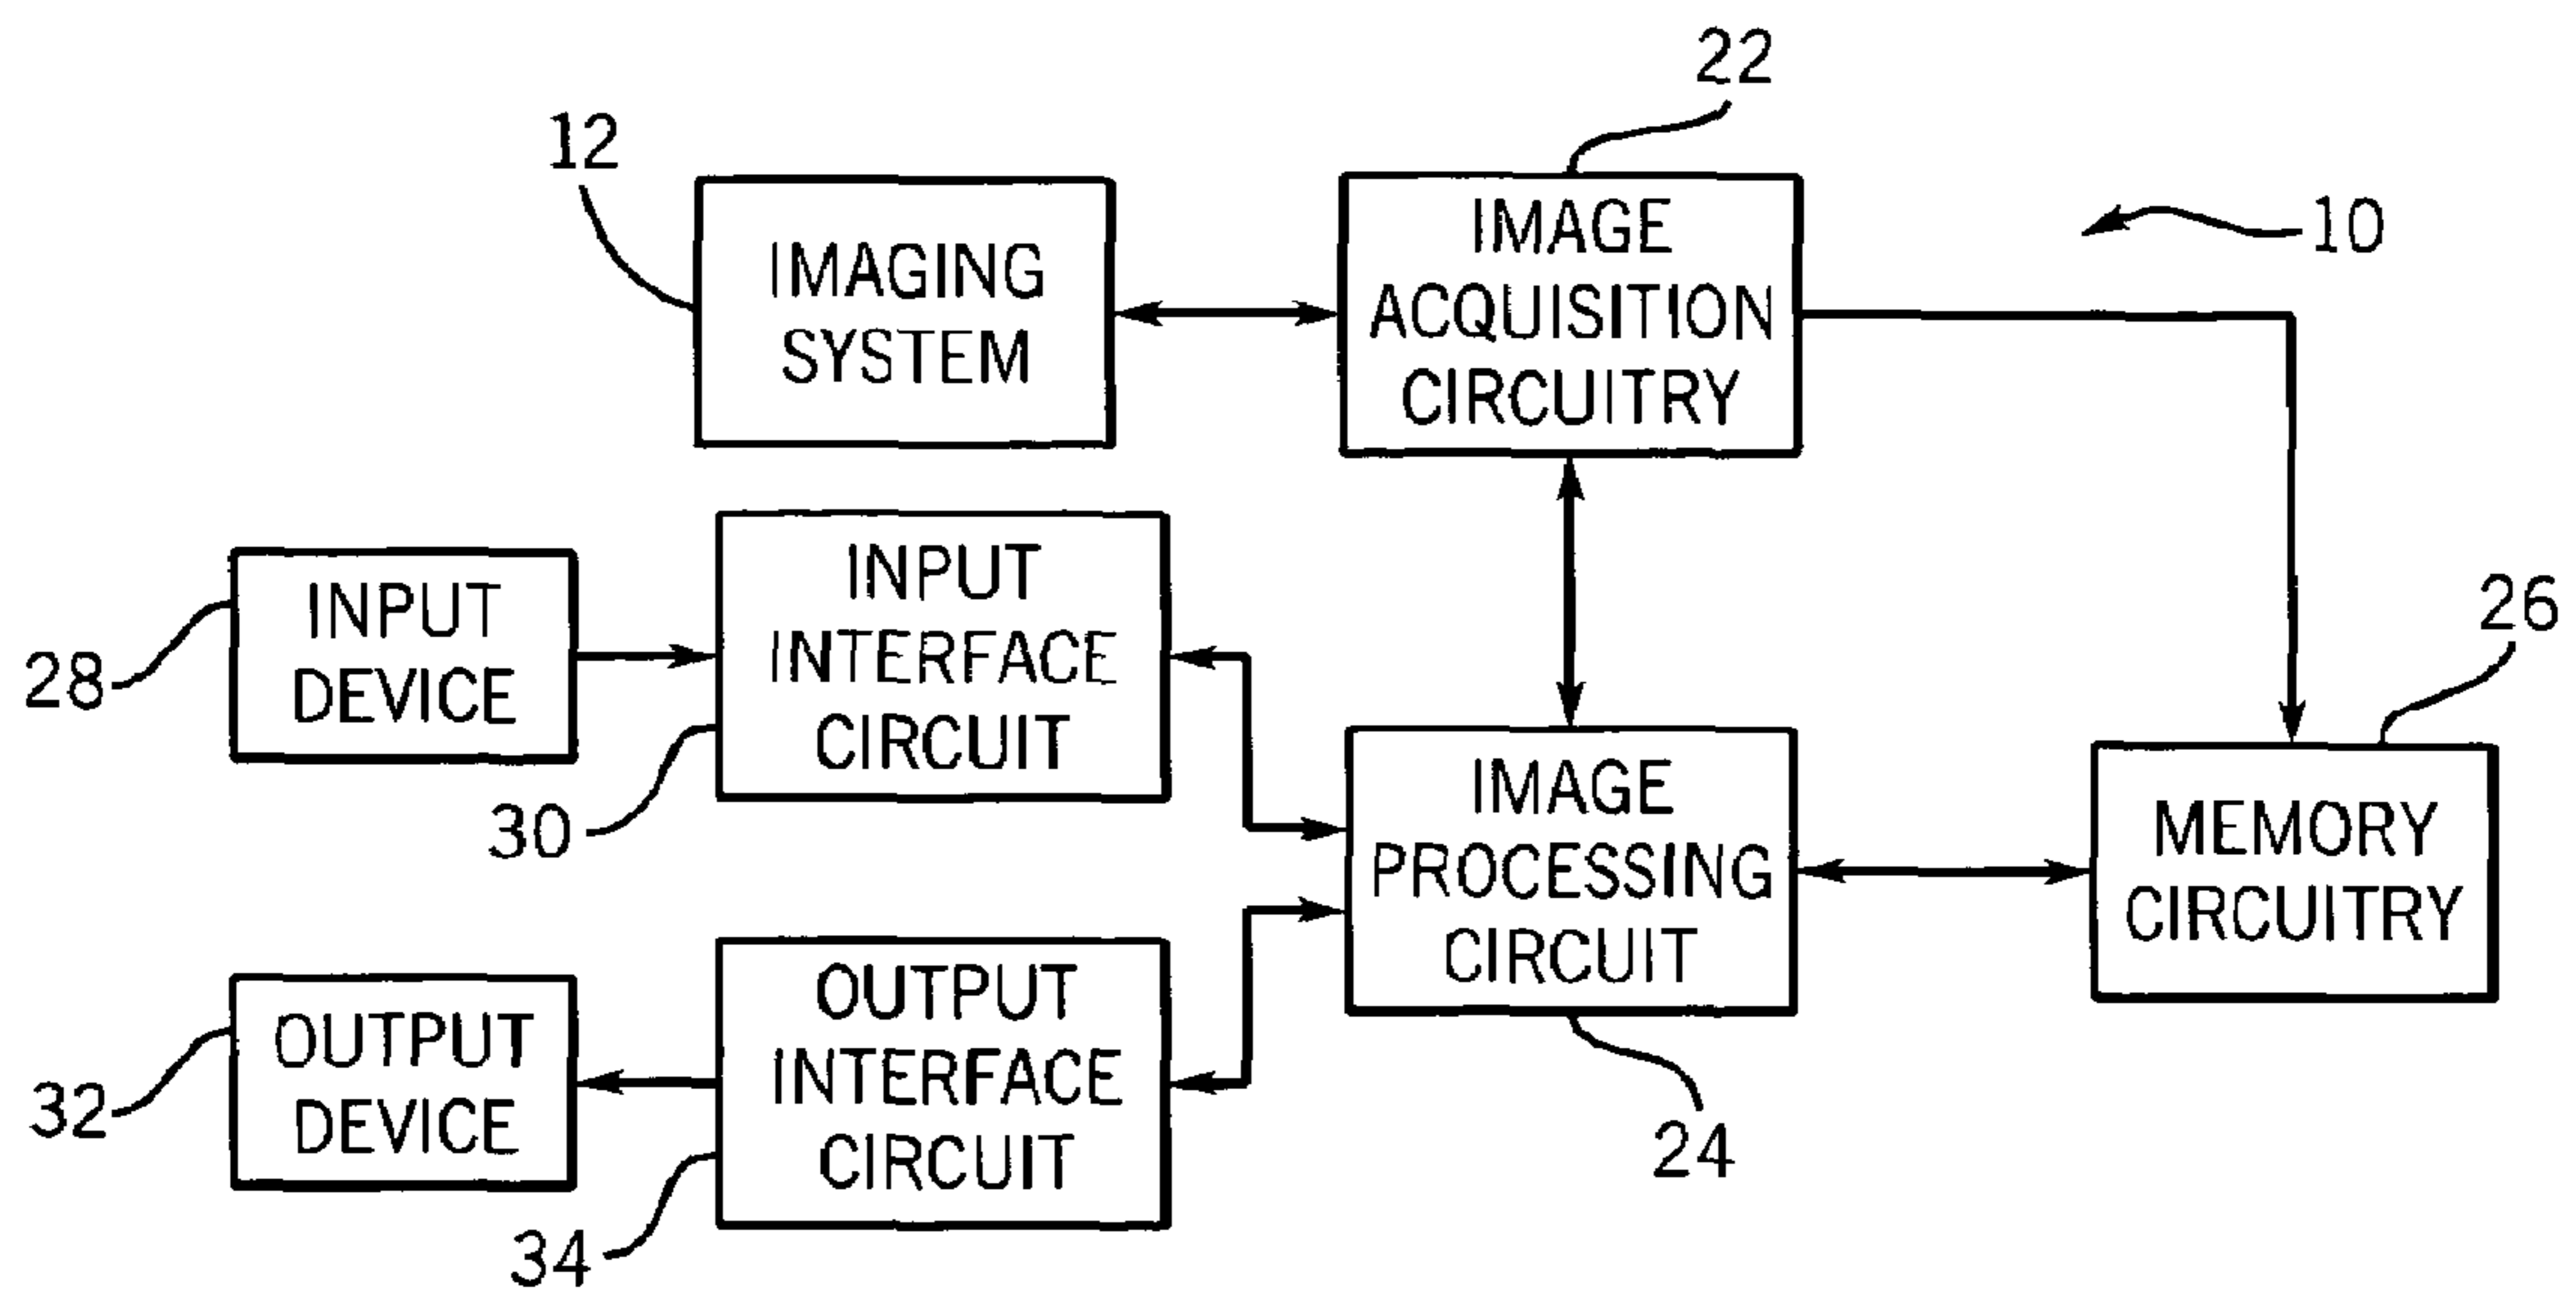 22
12
10
IMAGING
SYSTEM
IMAGE
ACQUISITION
CIRCUITRY
28
INPUT
DEVICE
INPUT
INTERFACE
CIRCUIT
30
26
IMAGE
PROCESSING
CIRCUIT
24
MEMORY
CIRCUITRY
32
OUTPUT
DEVICE
OUTPUT
INTERFACE
CIRCUIT
34